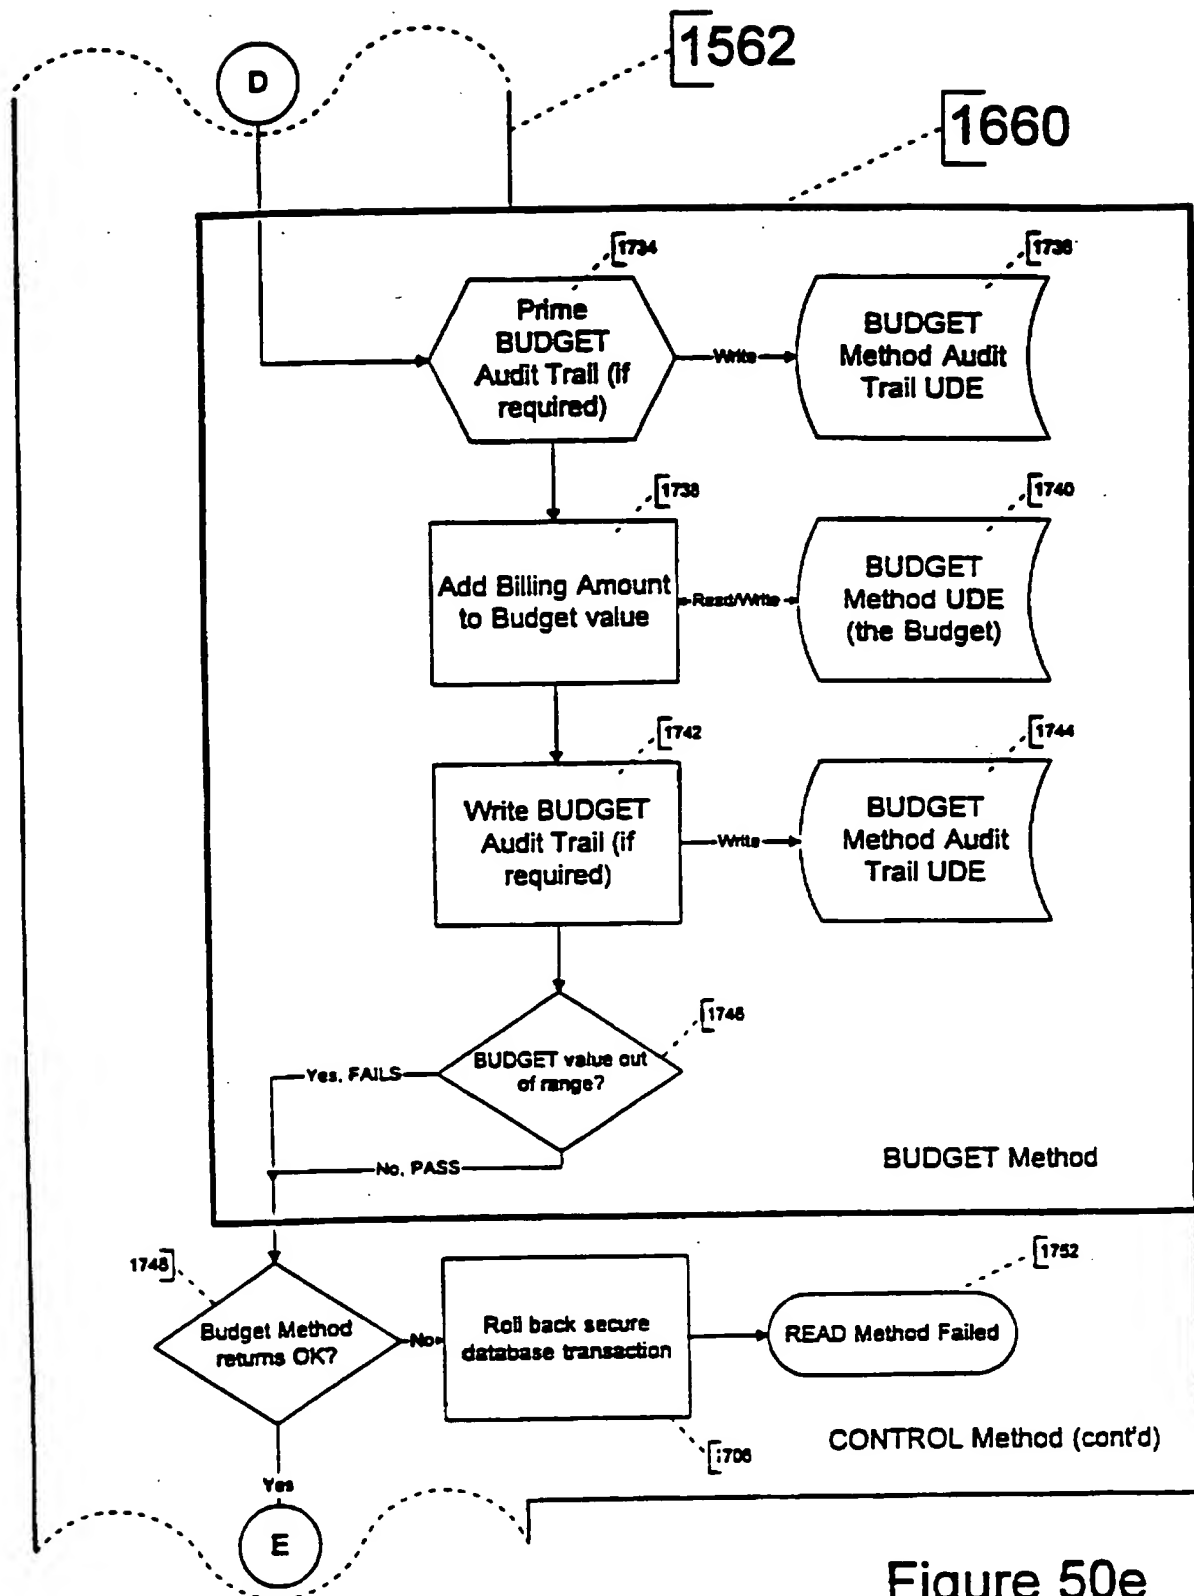 1562
D
1660
1734
1736
Prime
BUDGET
Audit Trail (if
required)
Write
BUDGET
Method Audit
Trail UDE
1738
1740
Add Billing Amount
to Budget value
Read/Write
BUDGET
Method UDE
(the Budget)
1742
1744
Write BUDGET
Audit Trail (if
required)
Write
BUDGET
Method Audit
Trail UDE
1746
BUDGET value out
of range?
Yes, FAILS
No, PASS
BUDGET Method
1748
1752
Budget Method
returns OK?
No
Roll back secure
database transaction
READ Method Failed
CONTROL Method (cont'd)
Yes
E
Figure 50e